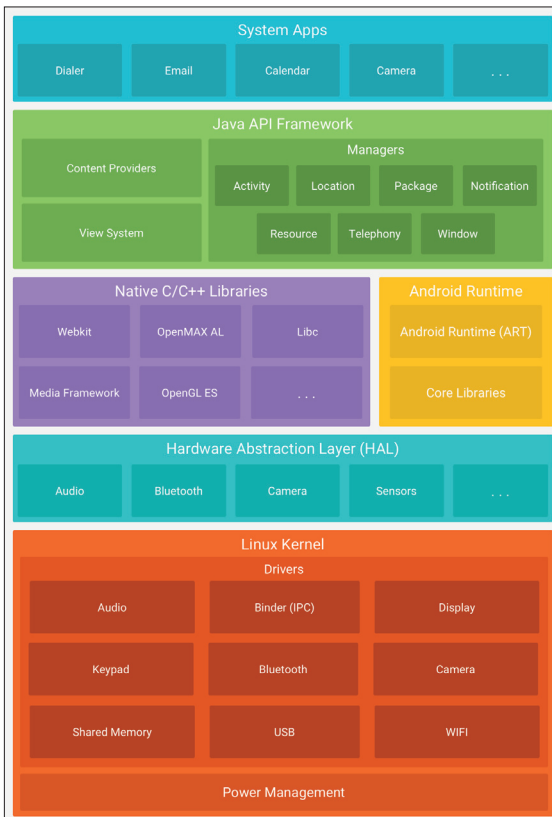 System Apps
Dialer
Email
Calendar
Camera
. . .
Java API Framework
Content Providers
View System
Managers
Activity
Location
Package
Notification
Resource
Telephony
Window
Native C/C++ Libraries
Webkit
OpenMAX AL
Libc
Media Framework
OpenGL ES
. . .
Android Runtime
Android Runtime (ART)
Core Libraries
Hardware Abstraction Layer (HAL)
Audio
Bluetooth
Camera
Sensors
. . .
Linux Kernel
Drivers
Audio
Binder (IPC)
Display
Keypad
Bluetooth
Camera
Shared Memory
USB
WIFI
Power Management